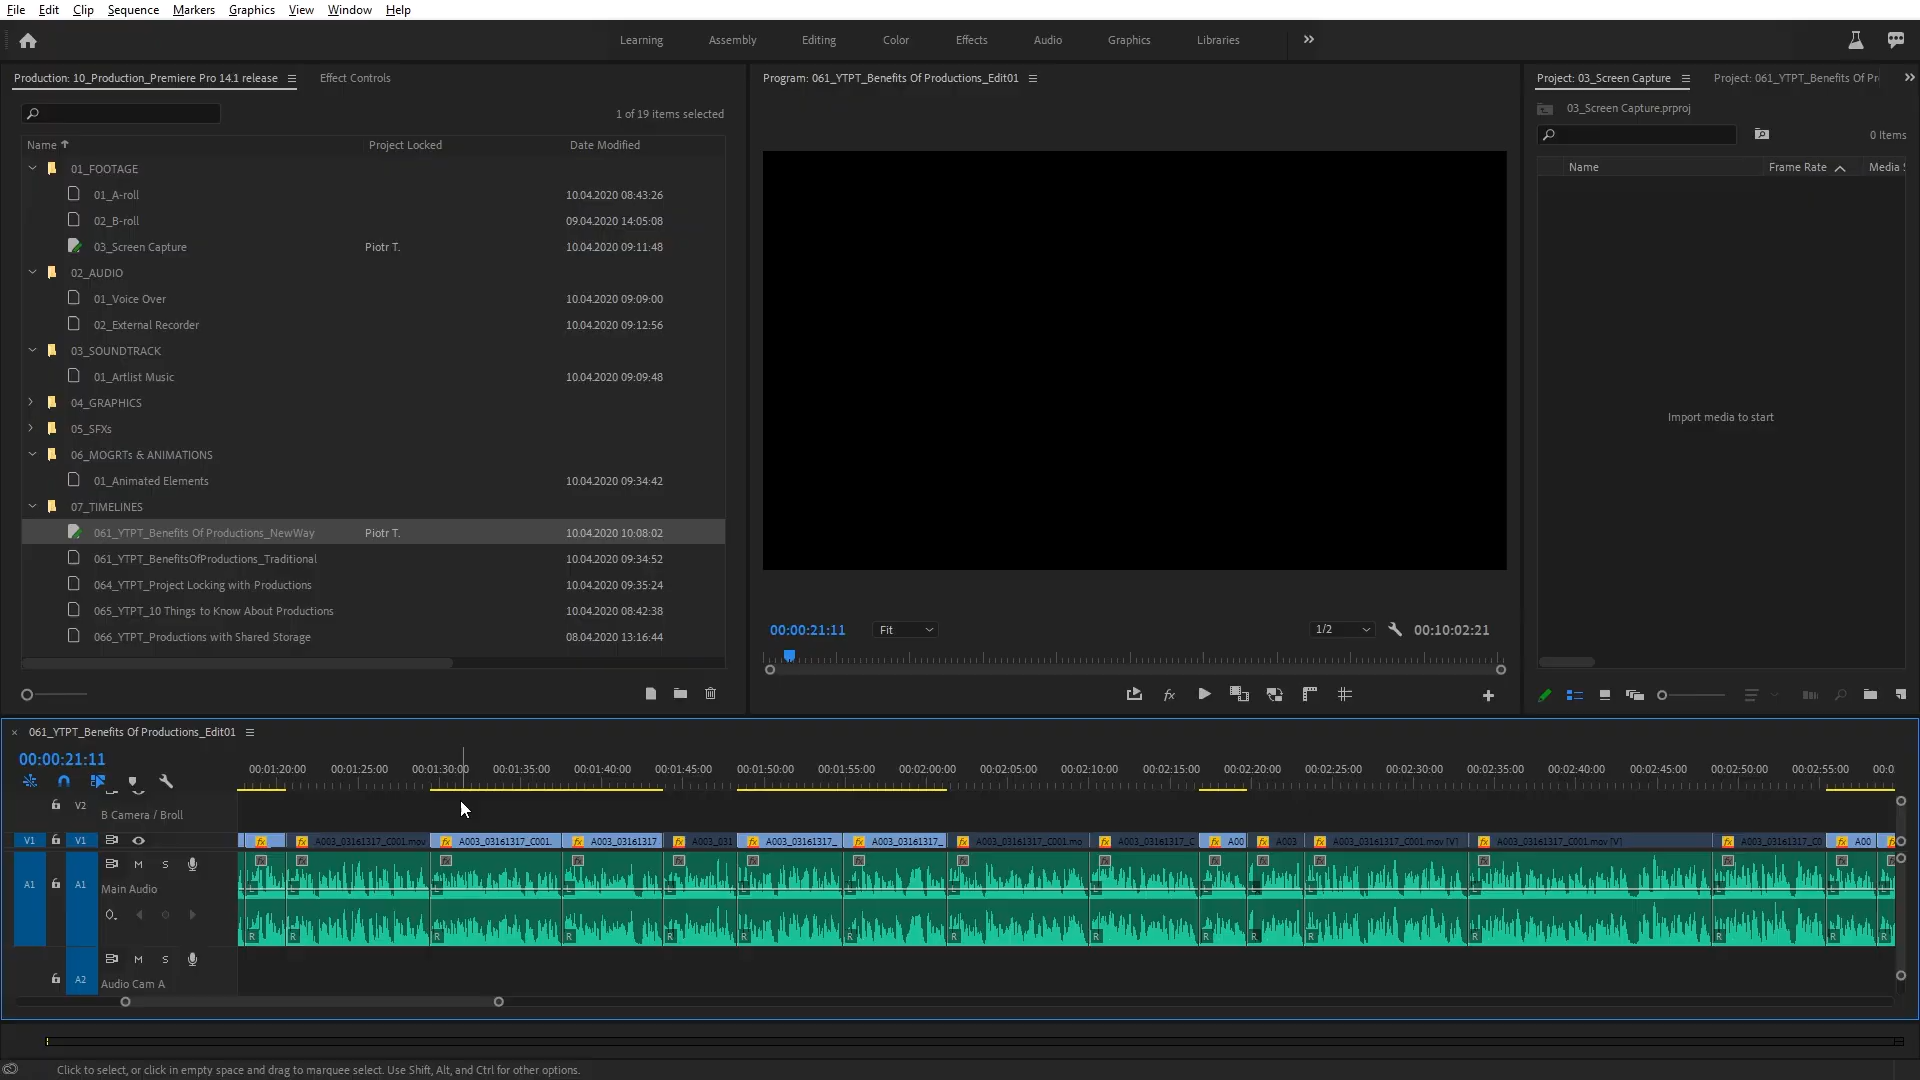 File Edit Clip Sequence Markers Graphics View Window Help
Learning Assembly Editing Color Effects Audio Graphics Libraries
Production: 10_Production_Premiere Pro 14.1 release Effect Controls
1 of 19 items selected
Name Project Locked Date Modified
01_FOOTAGE
01_A-roll 10.04.2020 08:43:26
02_B-roll 09.04.2020 14:05:08
03_Screen Capture Piotr T. 10.04.2020 09:11:48
02_AUDIO
01_Voice Over 10.04.2020 09:09:00
02_External Recorder 10.04.2020 09:12:56
03_SOUNDTRACK
01_Artlist Music 10.04.2020 09:09:48
04_GRAPHICS
05_SFXs
06_MOGRTs & ANIMATIONS
01_Animated Elements 10.04.2020 09:34:42
07_TIMELINES
061_YTPT_Benefits Of Productions_NewWay Piotr T. 10.04.2020 10:08:02
061_YTPT_BenefitsOfProductions_Traditional 10.04.2020 09:34:52
064_YTPT_Project Locking with Productions 10.04.2020 09:35:24
065_YTPT_10 Things to Know About Productions 10.04.2020 08:42:38
066_YTPT_Productions with Shared Storage 08.04.2020 13:16:44
Program: 061_YTPT_Benefits Of Productions_Edit01
00:00:21:11 Fit 1/2 00:10:02:21
Project: 03_Screen Capture Project: 061_YTPT_Benefits Of Pr
03_Screen Capture.prproj
0 Items
Name Frame Rate Media S
Import media to start
061_YTPT_Benefits Of Productions_Edit01
00:00:21:11
00:01:20:00 00:01:25:00 00:01:30:00 00:01:35:00 00:01:40:00 00:01:45:00 00:01:50:00 00:01:55:00 00:02:00:00 00:02:05:00 00:02:10:00 00:02:15:00 00:02:20:00 00:02:25:00 00:02:30:00 00:02:35:00 00:02:40:00 00:02:45:00 00:02:50:00 00:02:55:00 00:0
V2
B Camera / Broll
V1 V1 fx fx A003_03161317_C001.mov fx A003_03161317_C001. fx A003_03161317 fx A003_031 fx A003_03161317_ fx A003_03161317_ fx A003_03161317_C001.mo fx A003_03161317_C fx A00 fx A003 fx A003_03161317_C001.mov [V] fx A003_03161317_C001.mov [V] fx A003_03161317_C0 fx A00
A1 A1 M S
Main Audio
L L L L L L L L L L L L L L L
R R R R R R R R R R R R R R R
M S
A2
Audio Cam A
Click to select, or click in empty space and drag to marquee select. Use Shift, Alt, and Ctrl for other options.